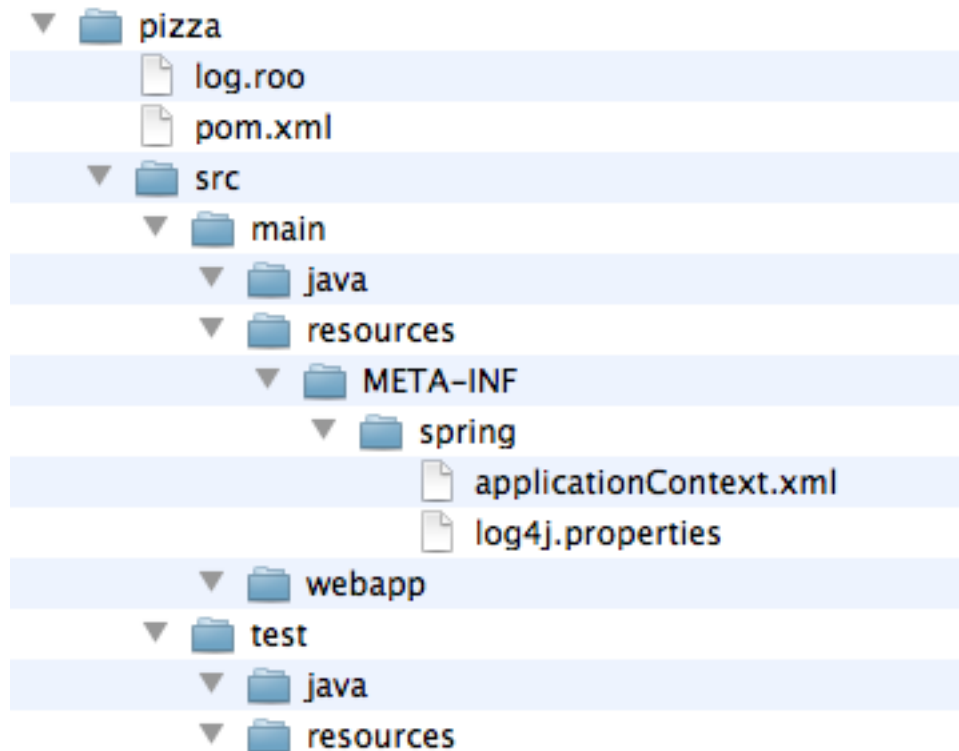 pizza
log.roo
pom.xml
src
main
java
resources
META-INF
spring
applicationContext.xml
log4j.properties
webapp
test
java
resources